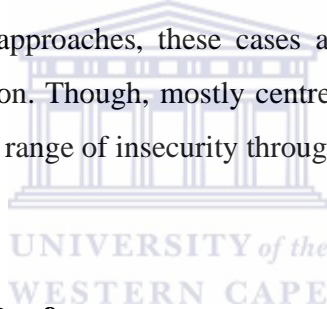 approaches, these cases a
on. Though, mostly centre
range of insecurity throug
UNIVERSITY of the
WESTERN CAPE